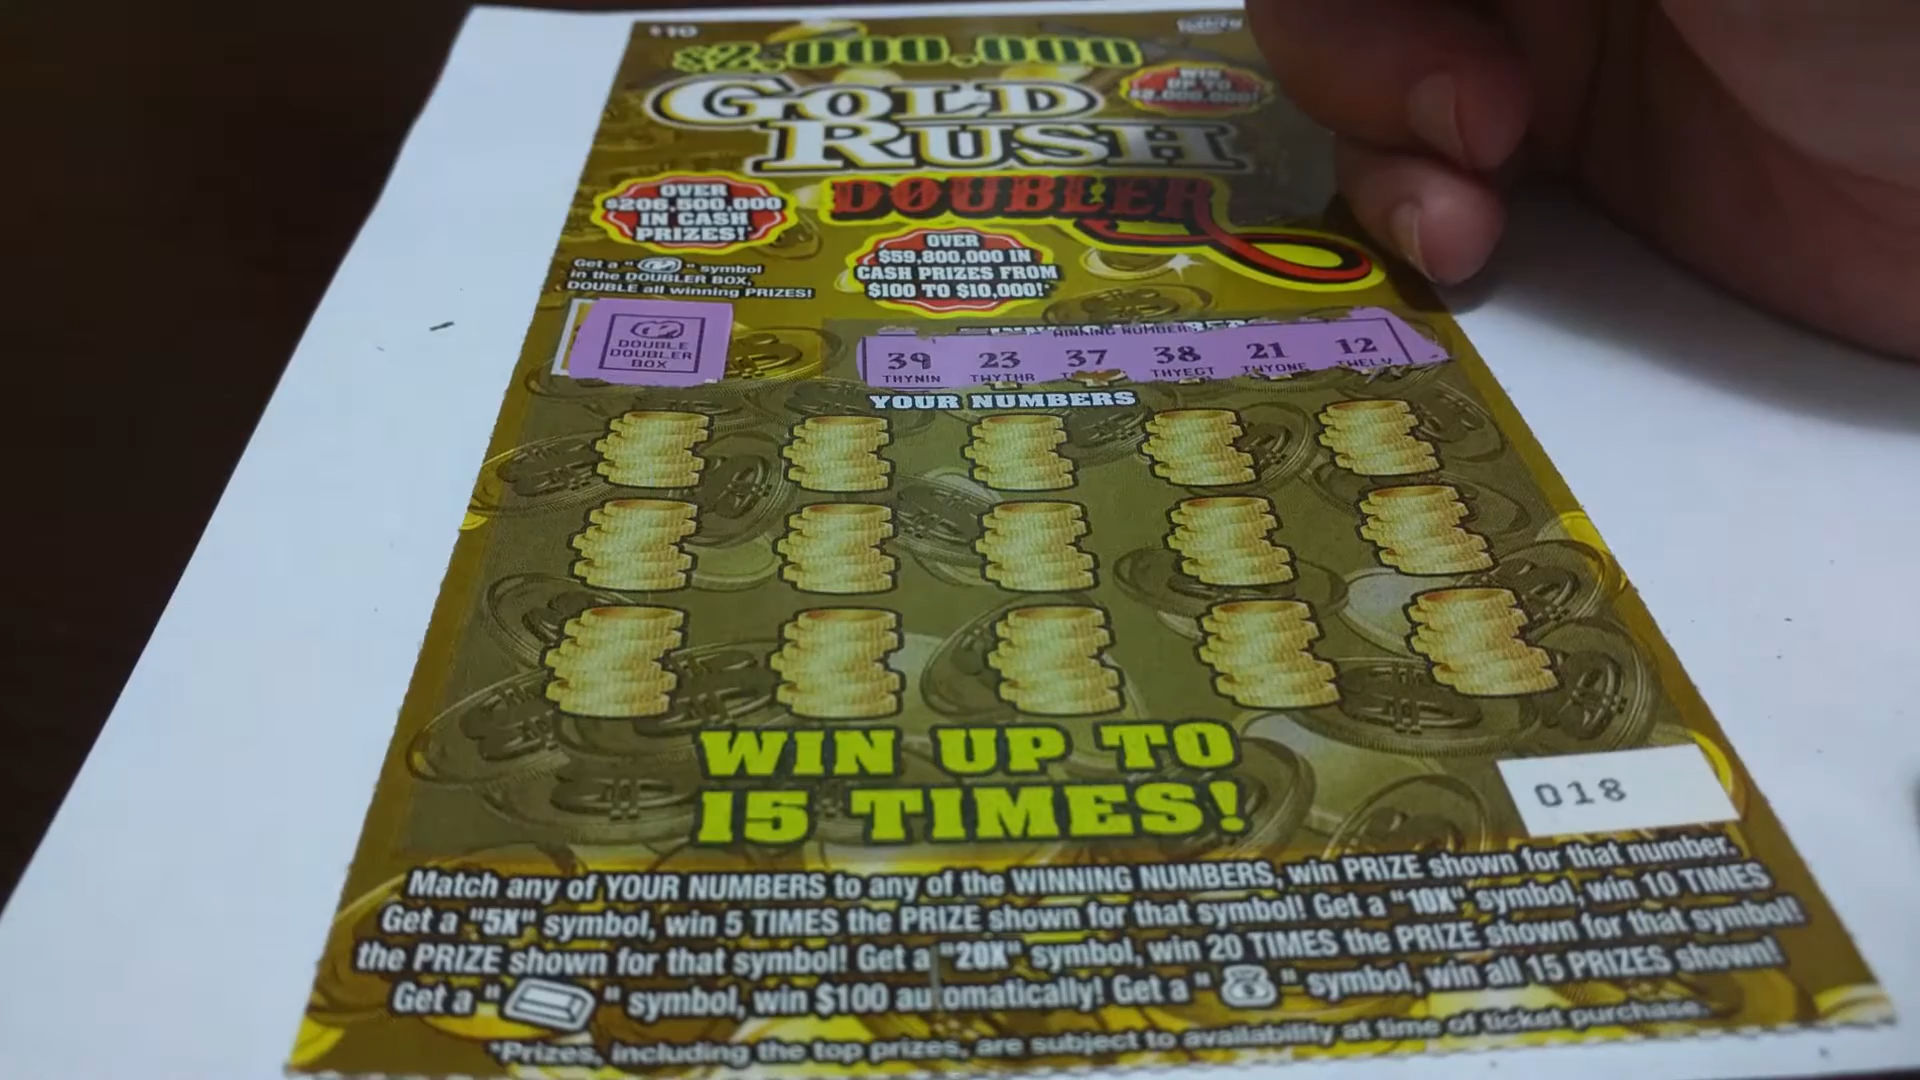 $10
$2,000,000
WIN
UP TO
$2,000,000!
GOLD
RUSH
DOUBLER
OVER
$206,500,000
IN CASH
PRIZES!*
OVER
$59,800,000 IN
CASH PRIZES FROM
$100 TO $10,000!*
Get a " " symbol
in the DOUBLER BOX,
DOUBLE all winning PRIZES!
DOUBLE
DOUBLER
BOX
WINNING NUMBERS
39 23 37 38 21 12
THYNIN TWYTHR THYEGT TWYONE TWELV
YOUR NUMBERS
WIN UP TO
15 TIMES!
018
Match any of YOUR NUMBERS to any of the WINNING NUMBERS, win PRIZE shown for that number.
Get a "5X" symbol, win 5 TIMES the PRIZE shown for that symbol! Get a "10X" symbol, win 10 TIMES
the PRIZE shown for that symbol! Get a "20X" symbol, win 20 TIMES the PRIZE shown for that symbol!
Get a " " symbol, win $100 automatically! Get a " " symbol, win all 15 PRIZES shown!
*Prizes, including the top prizes, are subject to availability at time of ticket purchase.